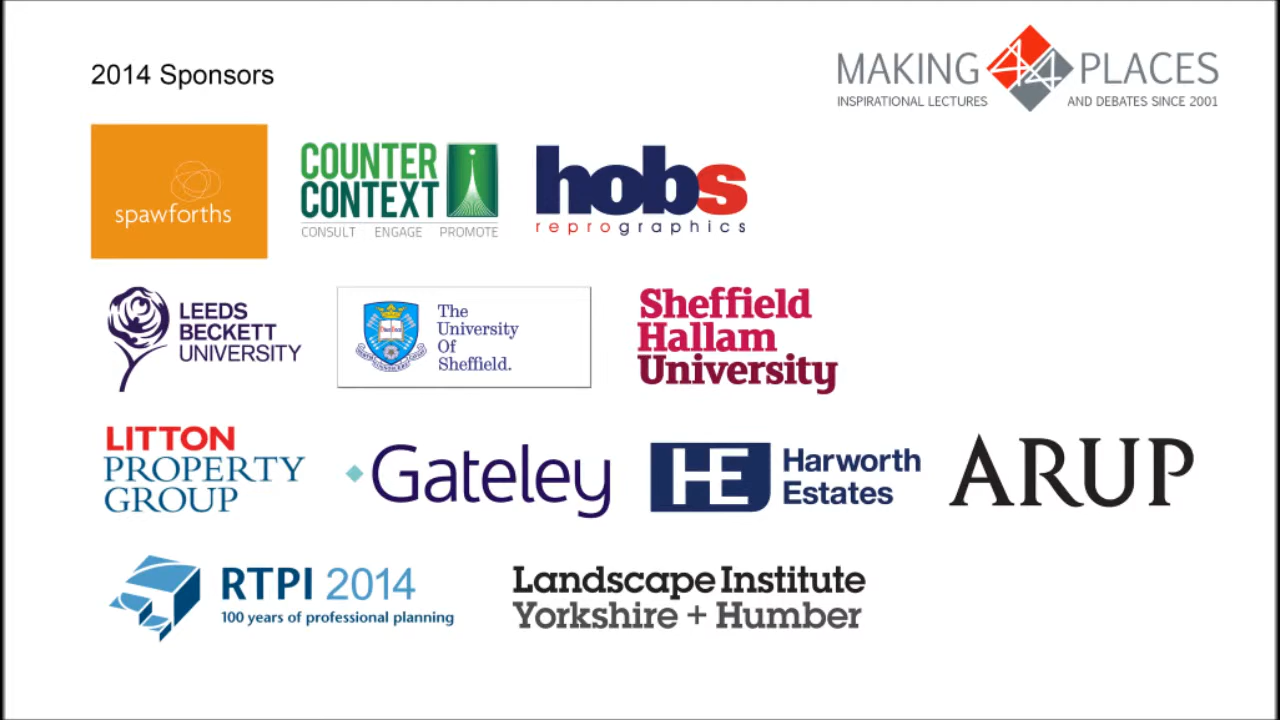 2014 Sponsors
MAKING 44 PLACES
INSPIRATIONAL LECTURES AND DEBATES SINCE 2001
spawforths
COUNTER
CONTEXT
CONSULT ENGAGE PROMOTE
hobs
reprographics
LEEDS
BECKETT
UNIVERSITY
The
University
Of
Sheffield.
Sheffield
Hallam
University
LITTON
PROPERTY
GROUP
Gateley
HE
Harworth
Estates
ARUP
RTPI 2014
100 years of professional planning
Landscape Institute
Yorkshire + Humber